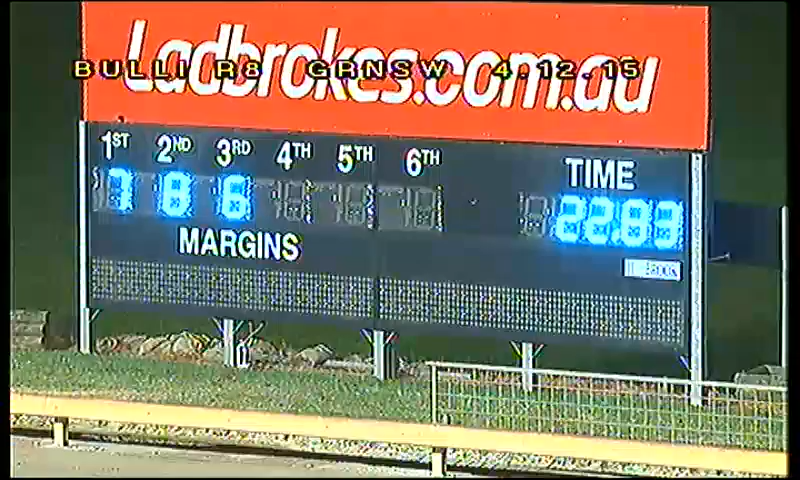 Ladbrokes.com.au
BULLI R8 GRNSW 4.12.15
1ST 2ND 3RD 4TH 5TH 6TH TIME
7 8 6 22.03
MARGINS